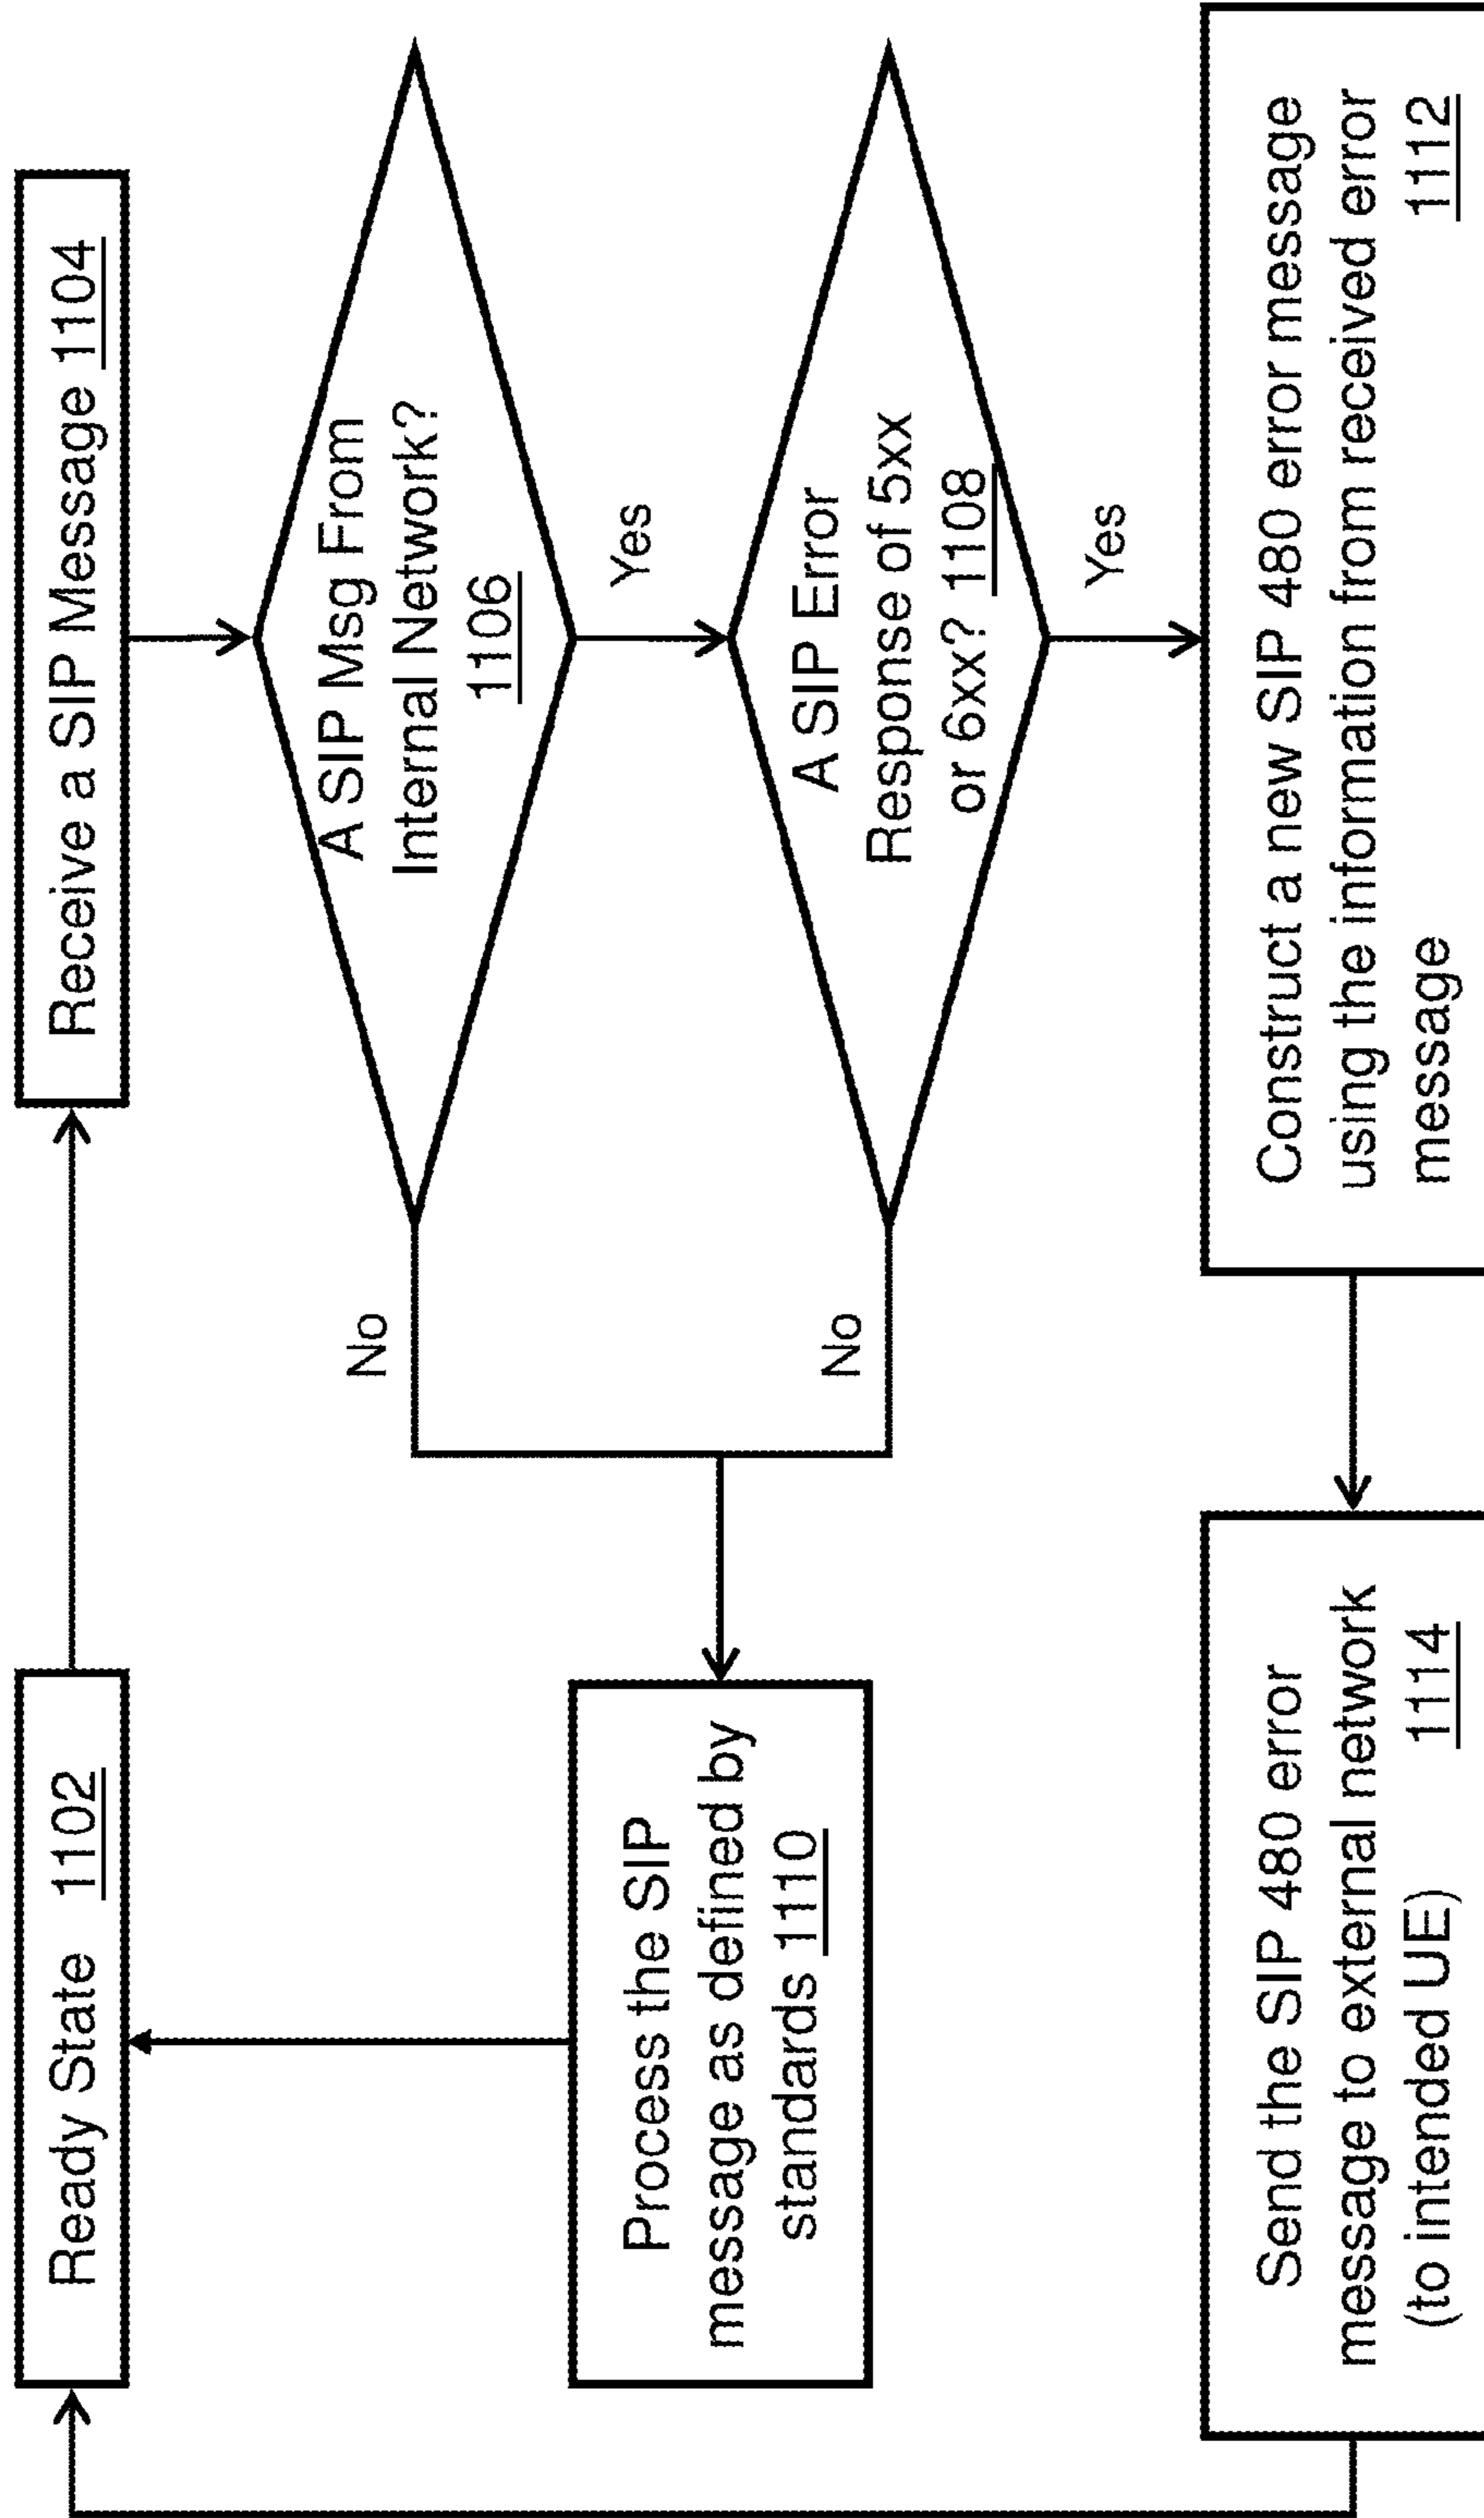 Ready State 1102
Receive a SIP Message 1104
A SIP Msg From
Internal Network?
1106
No
Yes
A SIP Error
Response of 5xx
or 6xx? 1108
No
Yes
Process the SIP
message as defined by
standards 1110
Construct a new SIP 480 error message
using the information from received error
message 1112
Send the SIP 480 error
message to external network
(to intended UE) 1114